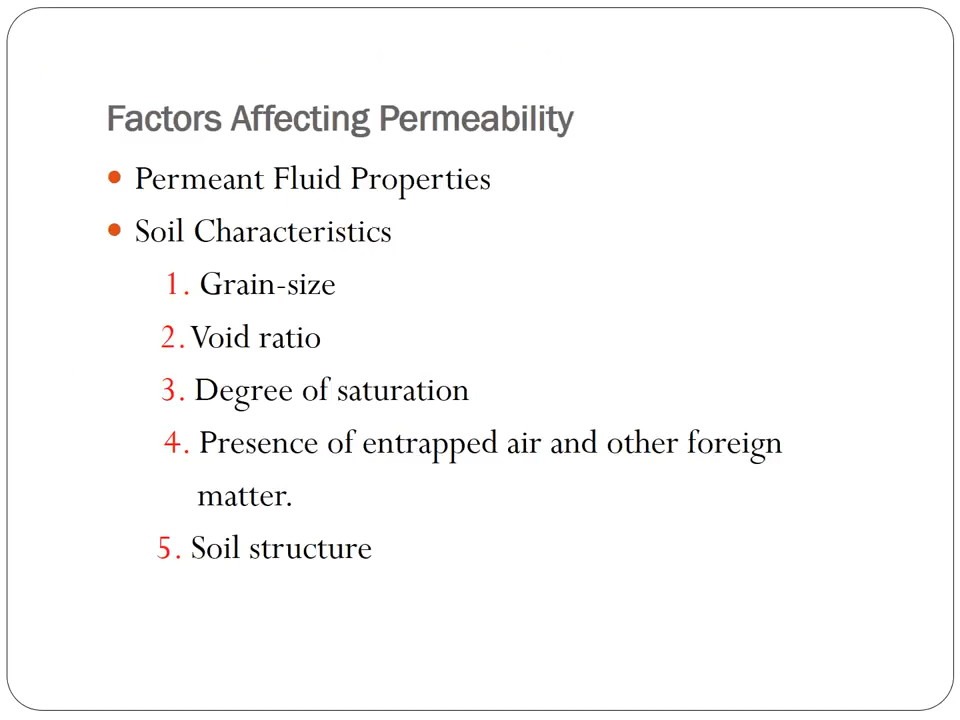 Factors Affecting Permeability
• Permeant Fluid Properties
• Soil Characteristics
1. Grain-size
2. Void ratio
3. Degree of saturation
4. Presence of entrapped air and other foreign
matter.
5. Soil structure